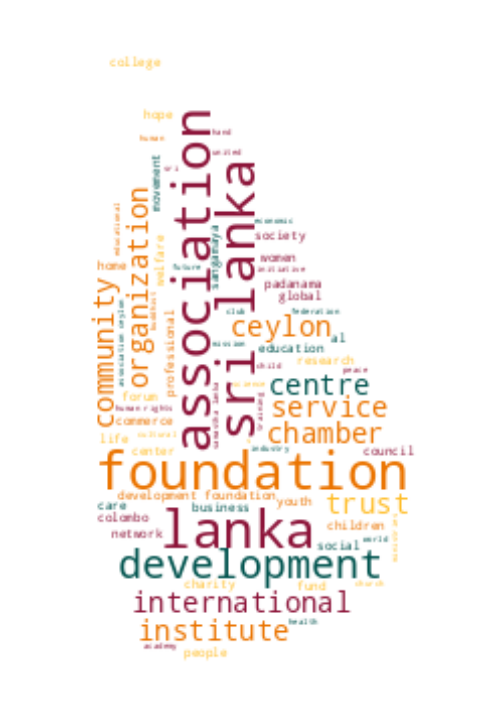 college
hope
human
hand
association
united
movement
sri
sri lanka
organization
educational
economic
sangamaya
society
welfare
women
home
future
initiative
padanama
global
community
association ceylon
buddhist
professional
club
federation
ceylon
al
mission
education
research
child
peace
science
centre
samastha lanka
training
forum
service
human rights
commerce
chamber
cultural
life
center
industry
council
foundation
development foundation
youth
trust
care
business
colombo
lanka
children
network
social
world
development
charity
fund
church
international
institute
health
academy
people